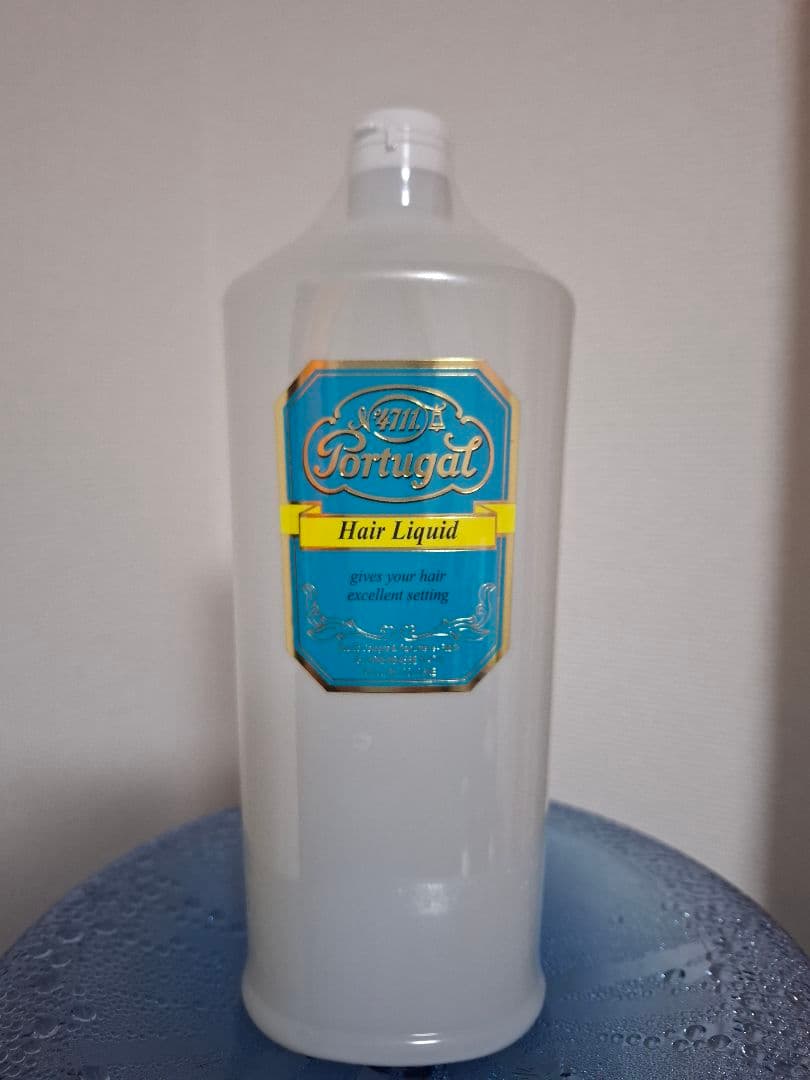 Nº4711.
Portugal
Hair Liquid
gives your hair
excellent setting